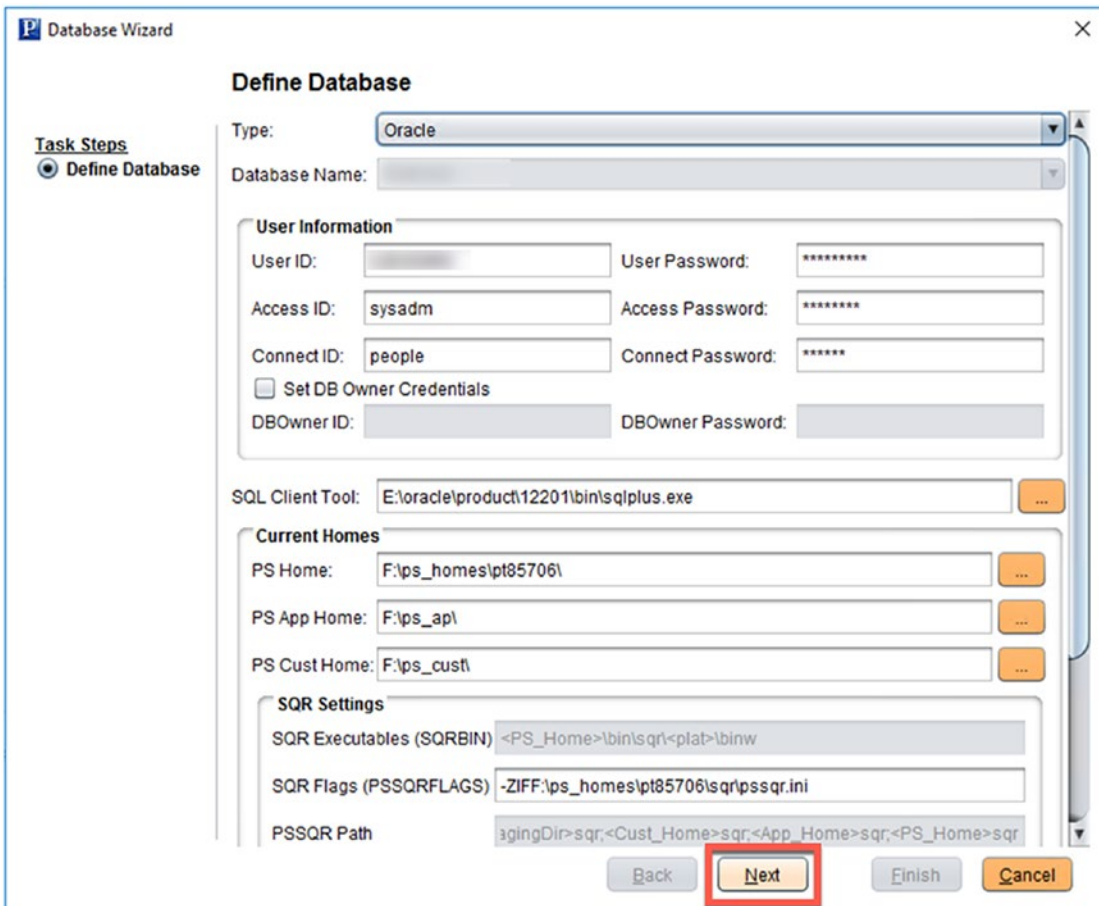 Database Wizard
Define Database
Task Steps
Define Database
Type: Oracle
Database Name:
User Information
User ID: User Password: *********
Access ID: sysadm Access Password: ********
Connect ID: people Connect Password: ******
Set DB Owner Credentials
DBOwner ID: DBOwner Password:
SQL Client Tool: E:\oracle\product\12201\bin\sqlplus.exe ...
Current Homes
PS Home: F:\ps_homes\pt85706\ ...
PS App Home: F:\ps_ap\ ...
PS Cust Home: F:\ps_cust\ ...
SQR Settings
SQR Executables (SQRBIN) <PS_Home>\bin\sqr\<plat>\binw
SQR Flags (PSSQRFLAGS) -ZIFF:\ps_homes\pt85706\sqr\pssqr.ini
PSSQR Path agingDir>sqr;<Cust_Home>sqr;<App_Home>sqr;<PS_Home>sqr
Back Next Finish Cancel